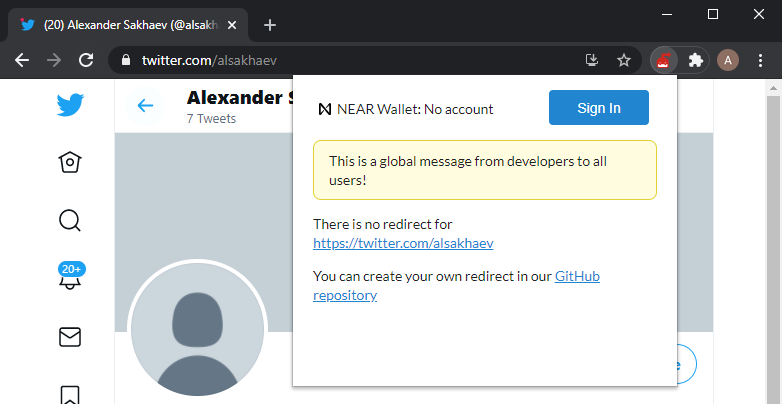 (20) Alexander Sakhaev (@alsakh
twitter.com/alsakhaev
A
Alexander S
7 Tweets
NEAR Wallet: No account
Sign In
This is a global message from developers to all
users!
There is no redirect for
https://twitter.com/alsakhaev
You can create your own redirect in our GitHub
repository
20+
e